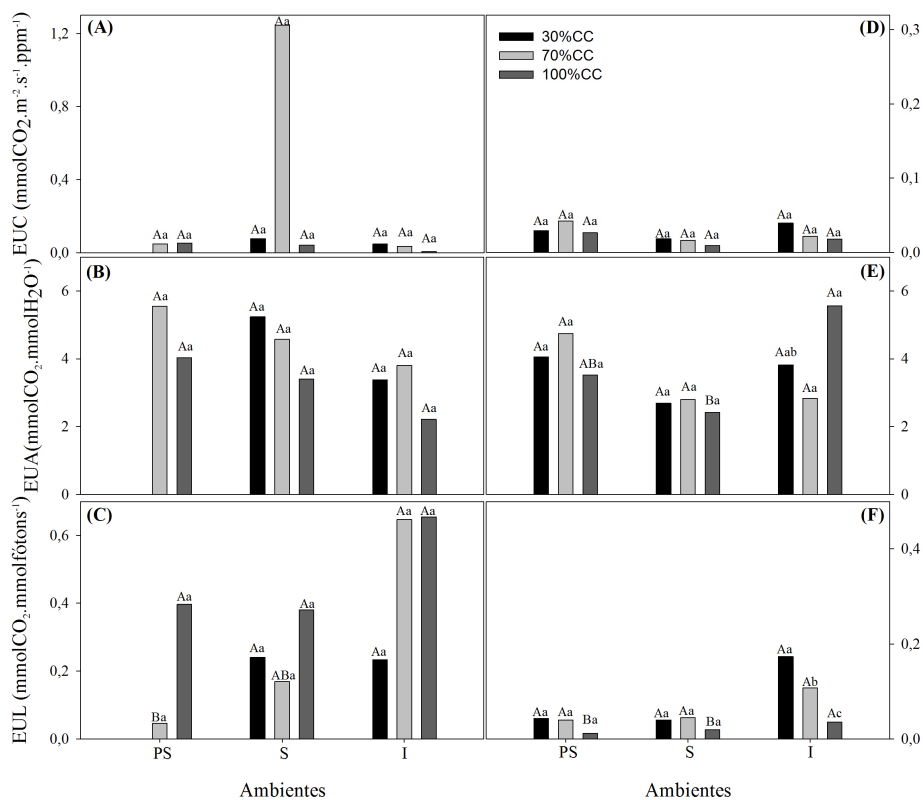 (A)
EUC (mmolCO2.m-2.s-1.ppm-1)
1,2
0,8
0,4
0,0
Aa Aa
Aa Aa Aa
Aa Aa Aa
(D)
30%CC
70%CC
100%CC
0,3
0,2
0,1
0,0
Aa Aa Aa
Aa Aa Aa
Aa Aa Aa
(B)
EUA(mmolCO2.mmolH2O-1)
6
4
2
0
Aa Aa
Aa Aa Aa
Aa Aa Aa
(E)
6
4
2
0
Aa Aa ABa
Aa Aa Ba
Aab Aa Aa
(C)
EUL (mmolCO2.mmolfótons-1)
0,6
0,4
0,2
0,0
Ba Aa
Aa ABa Aa
Aa Aa Aa
PS S I
Ambientes
(F)
0,4
0,2
0,0
Aa Aa Ba
Aa Aa Ba
Aa Ab Ac
PS S I
Ambientes